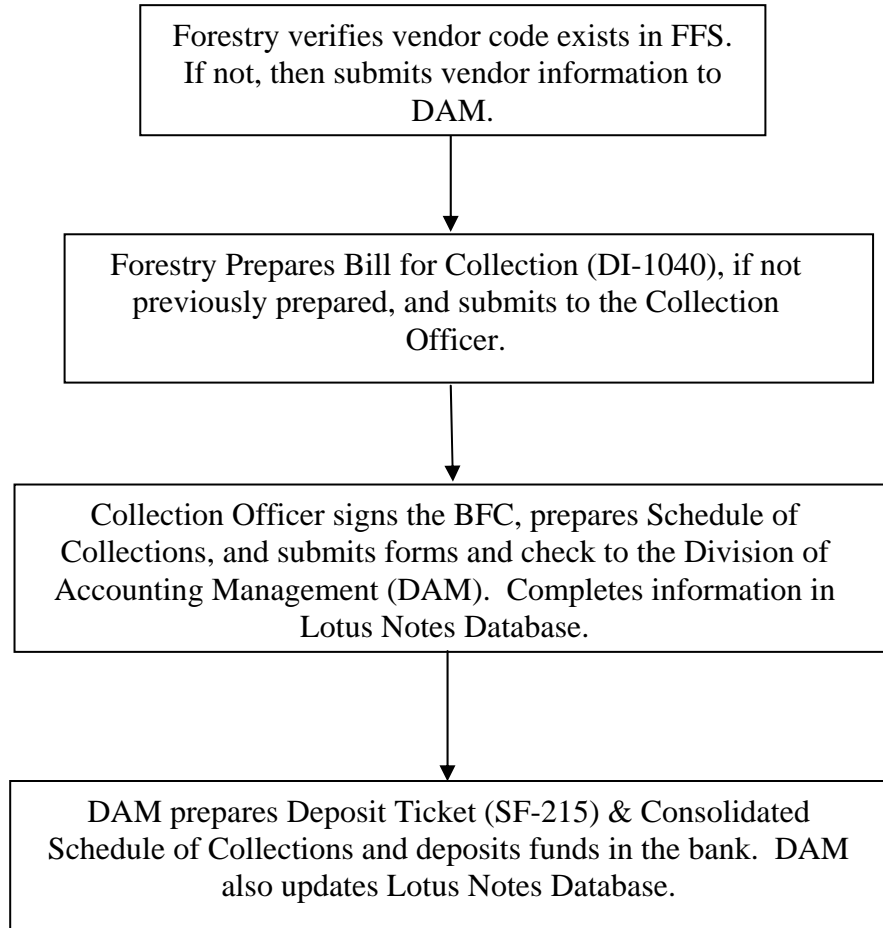 Forestry verifies vendor code exists in FFS.
If not, then submits vendor information to
DAM.
Forestry Prepares Bill for Collection (DI-1040), if not
previously prepared, and submits to the Collection
Officer.
Collection Officer signs the BFC, prepares Schedule of
Collections, and submits forms and check to the Division of
Accounting Management (DAM).  Completes information in
Lotus Notes Database.
DAM prepares Deposit Ticket (SF-215) & Consolidated
Schedule of Collections and deposits funds in the bank.  DAM
also updates Lotus Notes Database.